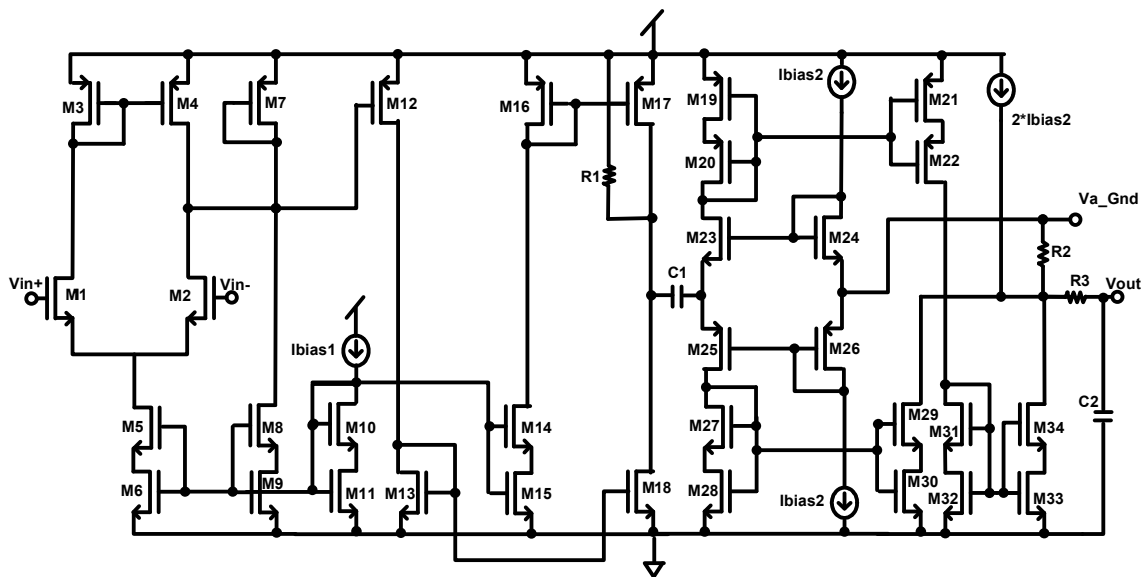 Ibias2
M3
M4
M7
M12
M16
M17
M19
M21
2*Ibias2
M20
M22
R1
Va_Gnd
M23
M24
R2
C1
R3
Vout
Vin+
M1
M2
Vin-
Ibias1
M25
M26
C2
M5
M8
M10
M14
M27
M29
M31
M34
M6
M9
M11
M13
M15
M18
M28
Ibias2
M30
M32
M33